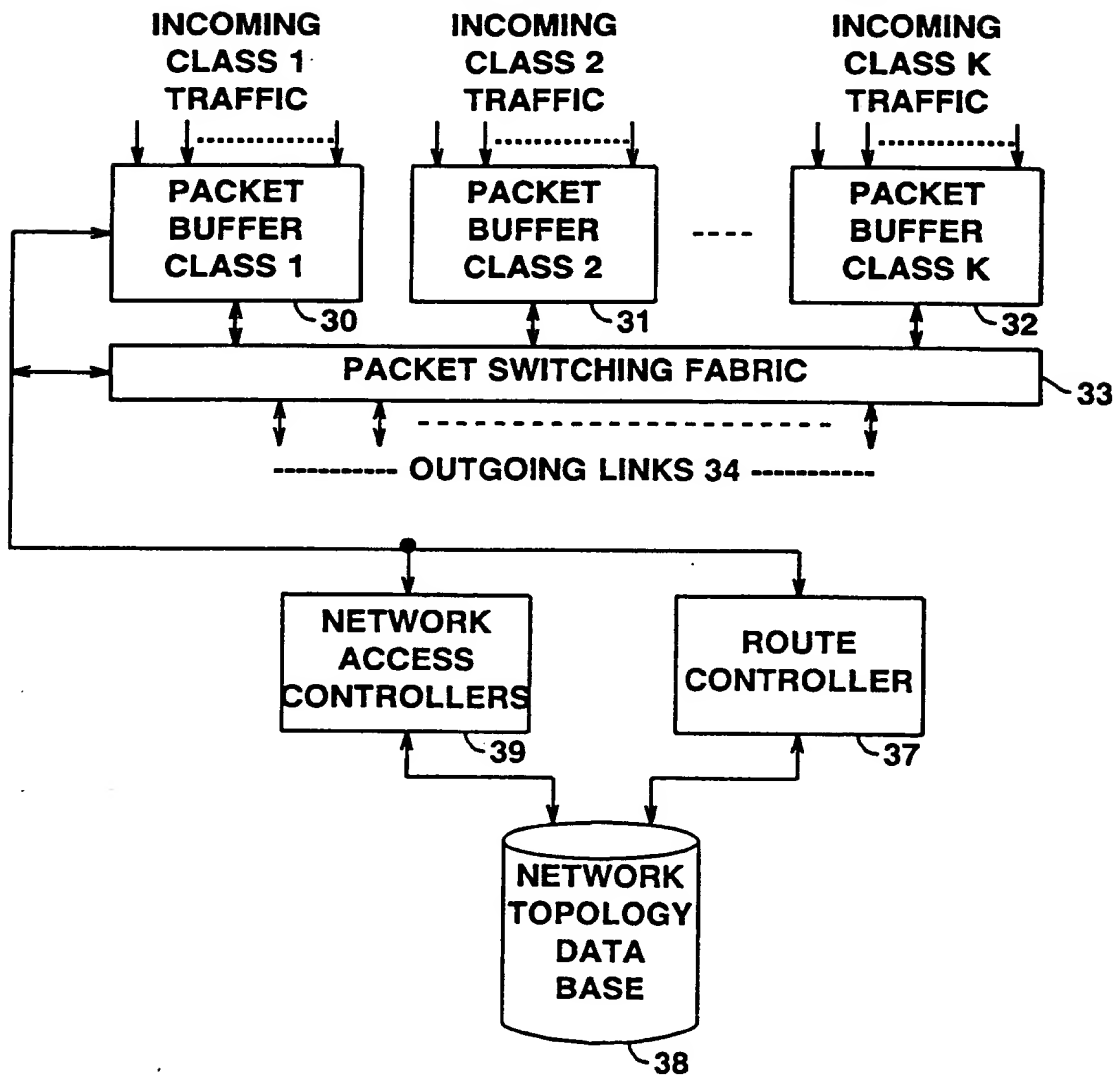 INCOMING
CLASS 1
TRAFFIC
INCOMING
CLASS 2
TRAFFIC
INCOMING
CLASS K
TRAFFIC
PACKET
BUFFER
CLASS 1
30
PACKET
BUFFER
CLASS 2
31
PACKET
BUFFER
CLASS K
32
PACKET SWITCHING FABRIC
33
OUTGOING LINKS 34
NETWORK
ACCESS
CONTROLLERS
39
ROUTE
CONTROLLER
37
NETWORK
TOPOLOGY
DATA
BASE
38